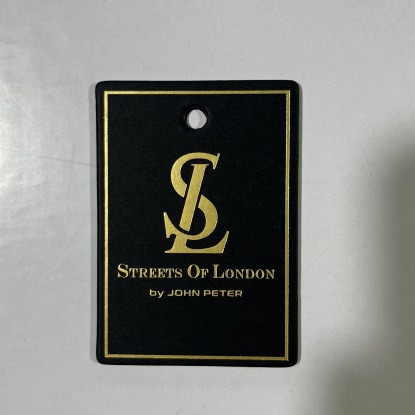 SL
STREETS OF LONDON
by JOHN PETER